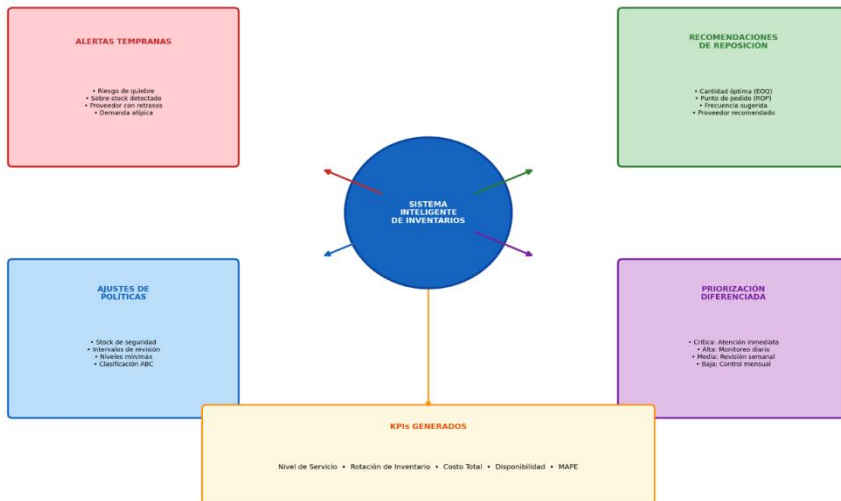 ALERTAS TEMPRANAS
• Riesgo de quiebre
• Sobre-stock detectado
• Proveedor con retrasos
• Demanda atípica
RECOMENDACIONES
DE REPOSICIÓN
• Cantidad óptima (EOQ)
• Punto de pedido (ROP)
• Frecuencia sugerida
• Proveedor recomendado
SISTEMA
INTELIGENTE
DE INVENTARIOS
AJUSTES DE
POLÍTICAS
• Stock de seguridad
• Intervalos de revisión
• Niveles mín/máx
• Clasificación ABC
PRIORIZACIÓN
DIFERENCIADA
• Crítica: Atención inmediata
• Alta: Monitoreo diario
• Media: Revisión semanal
• Baja: Control mensual
KPIs GENERADOS
Nivel de Servicio • Rotación de Inventario • Costo Total • Disponibilidad • MAPE